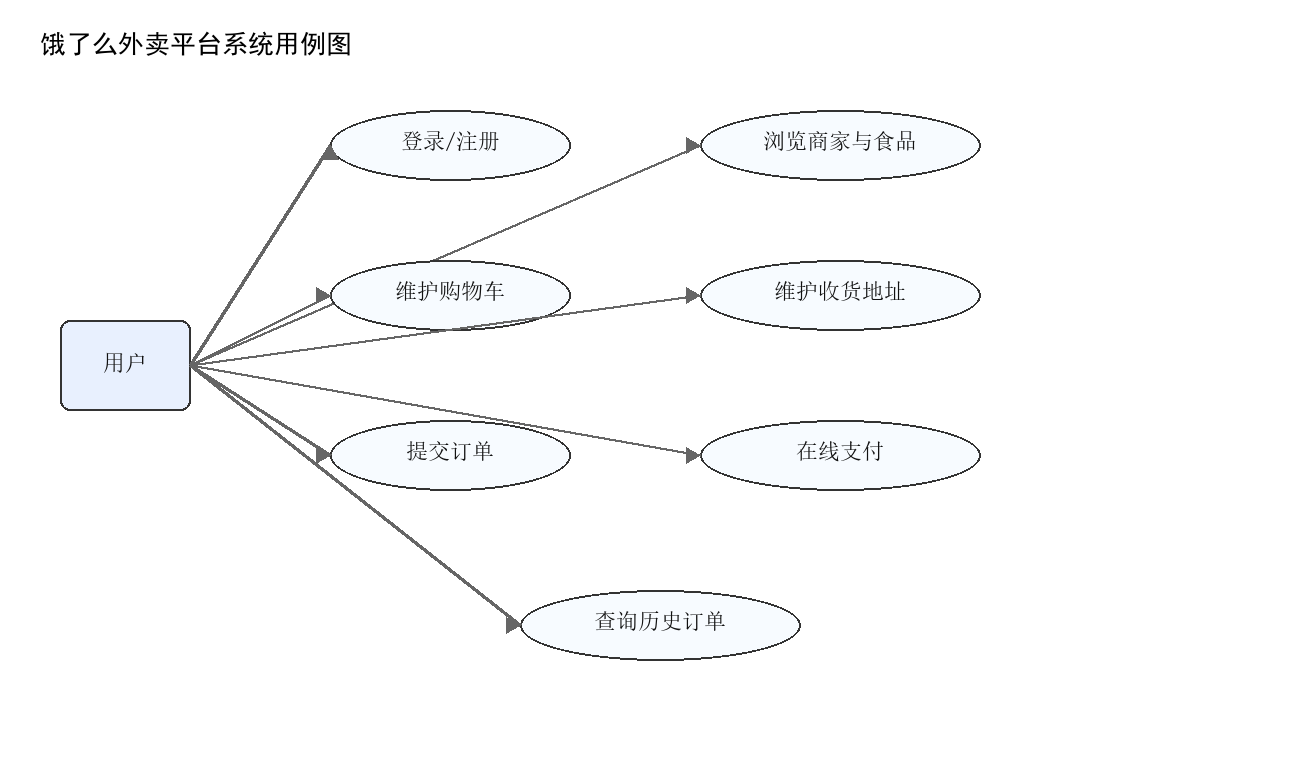 饿了么外卖平台系统用例图
登录/注册
浏览商家与食品
维护购物车
维护收货地址
用户
提交订单
在线支付
查询历史订单